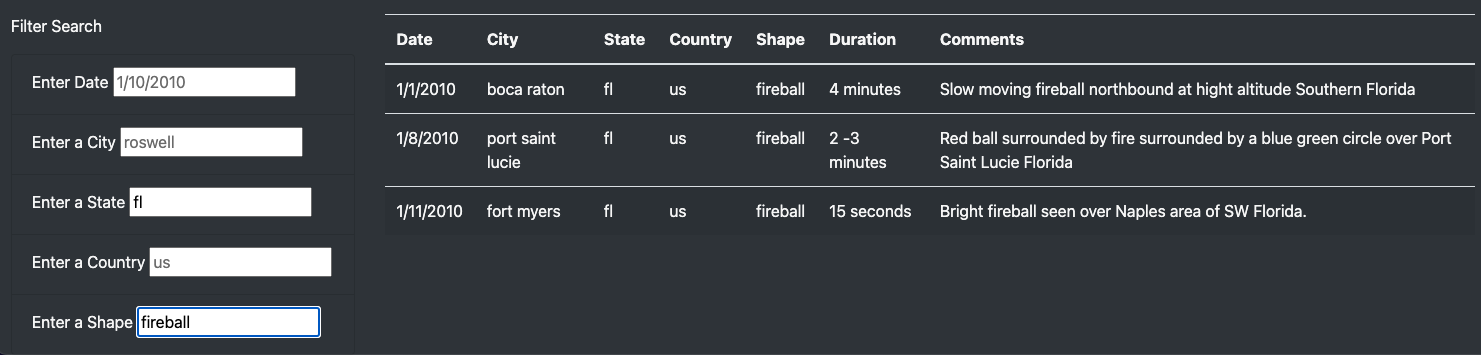 Filter Search
Enter Date 1/10/2010
Enter a City roswell
Enter a State fl
Enter a Country us
Enter a Shape fireball
Date City State Country Shape Duration Comments
1/1/2010 boca raton fl us fireball 4 minutes Slow moving fireball northbound at hight altitude Southern Florida
1/8/2010 port saint fl us fireball 2 -3 Red ball surrounded by fire surrounded by a blue green circle over Port
lucie minutes Saint Lucie Florida
1/11/2010 fort myers fl us fireball 15 seconds Bright fireball seen over Naples area of SW Florida.